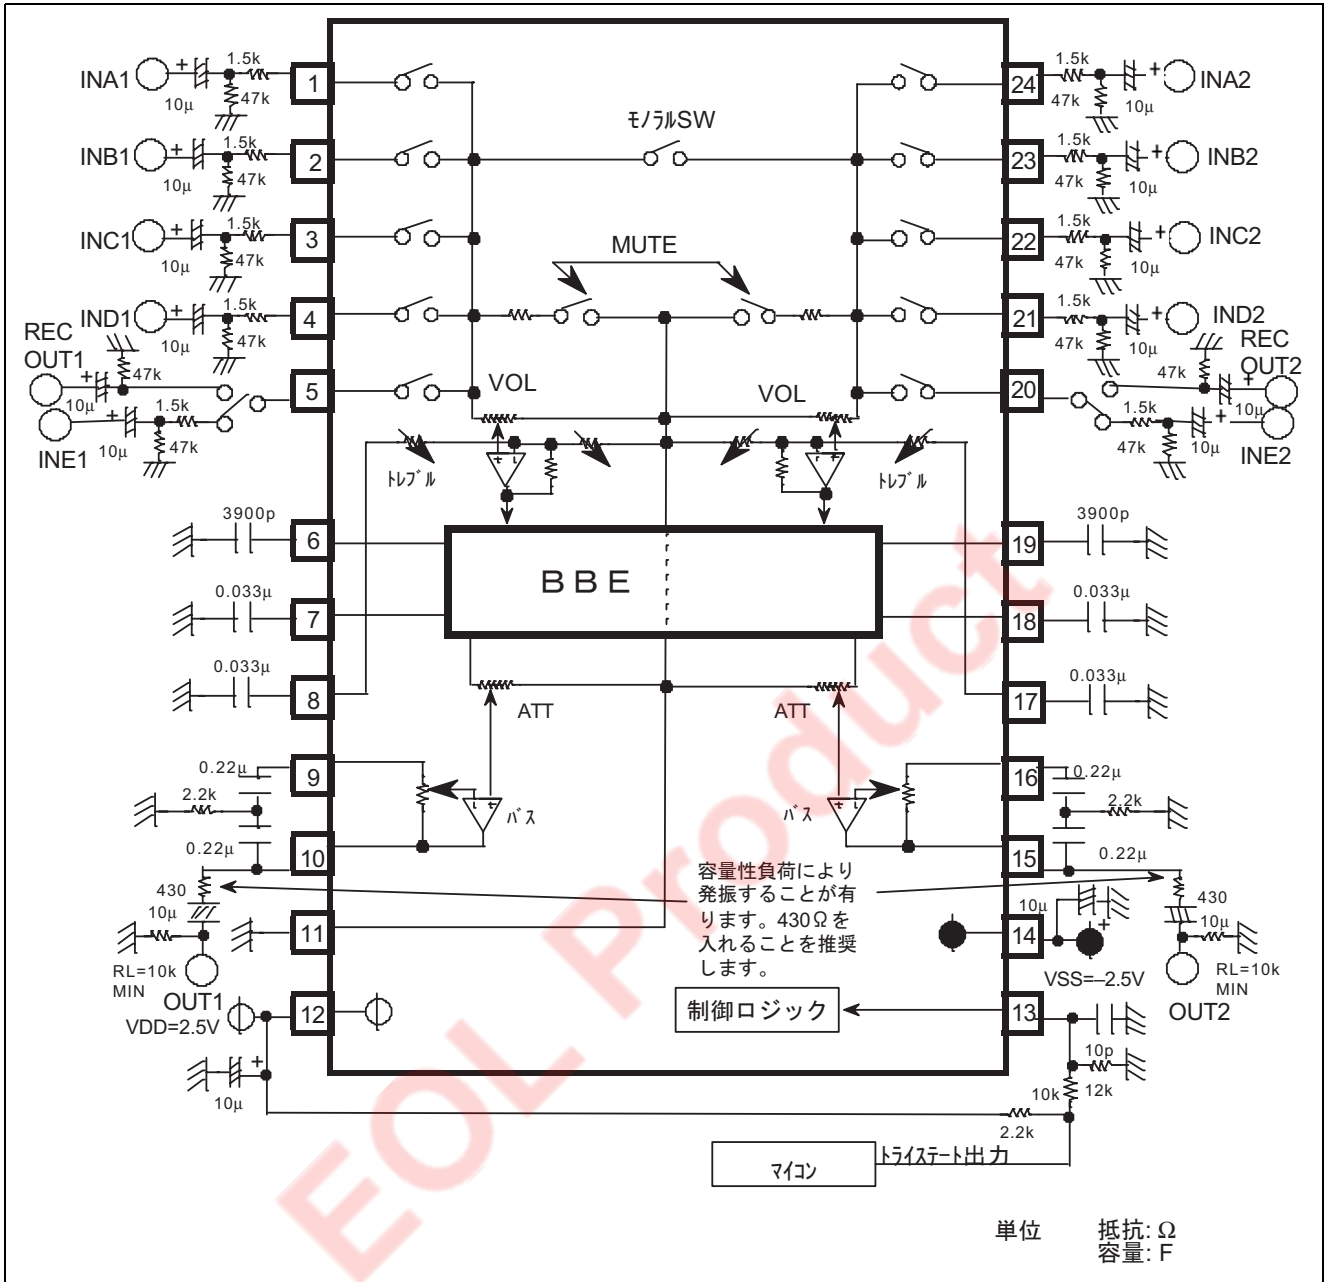 INA1
+
1.5k
10µ
47k
1
24
1.5k
47k
+
10µ
INA2
モノラルSW
INB1
+
1.5k
10µ
47k
2
23
1.5k
47k
+
10µ
INB2
INC1
+
1.5k
10µ
47k
3
22
1.5k
47k
+
10µ
INC2
MUTE
IND1
+
1.5k
10µ
47k
4
21
1.5k
47k
+
10µ
IND2
REC
OUT1
+
47k
10µ
5
20
REC
OUT2
47k
+
10µ
INE1
+
1.5k
10µ
47k
1.5k
47k
+
10µ
INE2
VOL
VOL
トレブル
トレブル
3900p
6
19
3900p
BBE
0.033µ
7
18
0.033µ
0.033µ
8
17
0.033µ
ATT
ATT
0.22µ
9
16
0.22µ
2.2k
2.2k
バス
バス
0.22µ
10
15
0.22µ
容量性負荷により
発振することが有
ります。430Ωを
入れることを推奨
します。
430
10µ
RL=10k
MIN
OUT1
11
14
10µ
+
VSS=–2.5V
430
10µ
RL=10k
MIN
OUT2
VDD=2.5V
12
制御ロジック
13
10p
10k
12k
+
10µ
2.2k
マイコン
トライステート出力
単位
抵抗: Ω
容量: F
EOL Product